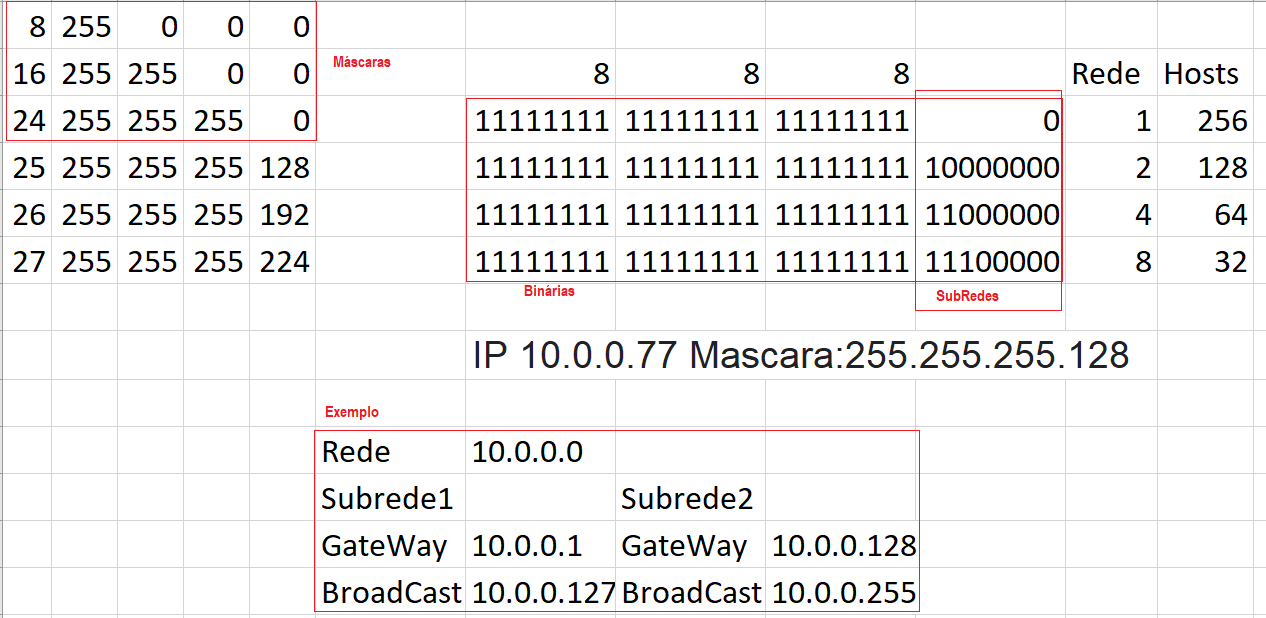 8 255 0 0 0
Máscaras
16 255 255 0 0 8 8 8 Rede Hosts
24 255 255 255 0 11111111 11111111 11111111 0 1 256
25 255 255 255 128 11111111 11111111 11111111 10000000 2 128
26 255 255 255 192 11111111 11111111 11111111 11000000 4 64
27 255 255 255 224 11111111 11111111 11111111 11100000 8 32
Binárias SubRedes
IP 10.0.0.77 Mascara:255.255.255.128
Exemplo
Rede 10.0.0.0
Subrede1 Subrede2
GateWay 10.0.0.1 GateWay 10.0.0.128
BroadCast 10.0.0.127 BroadCast 10.0.0.255